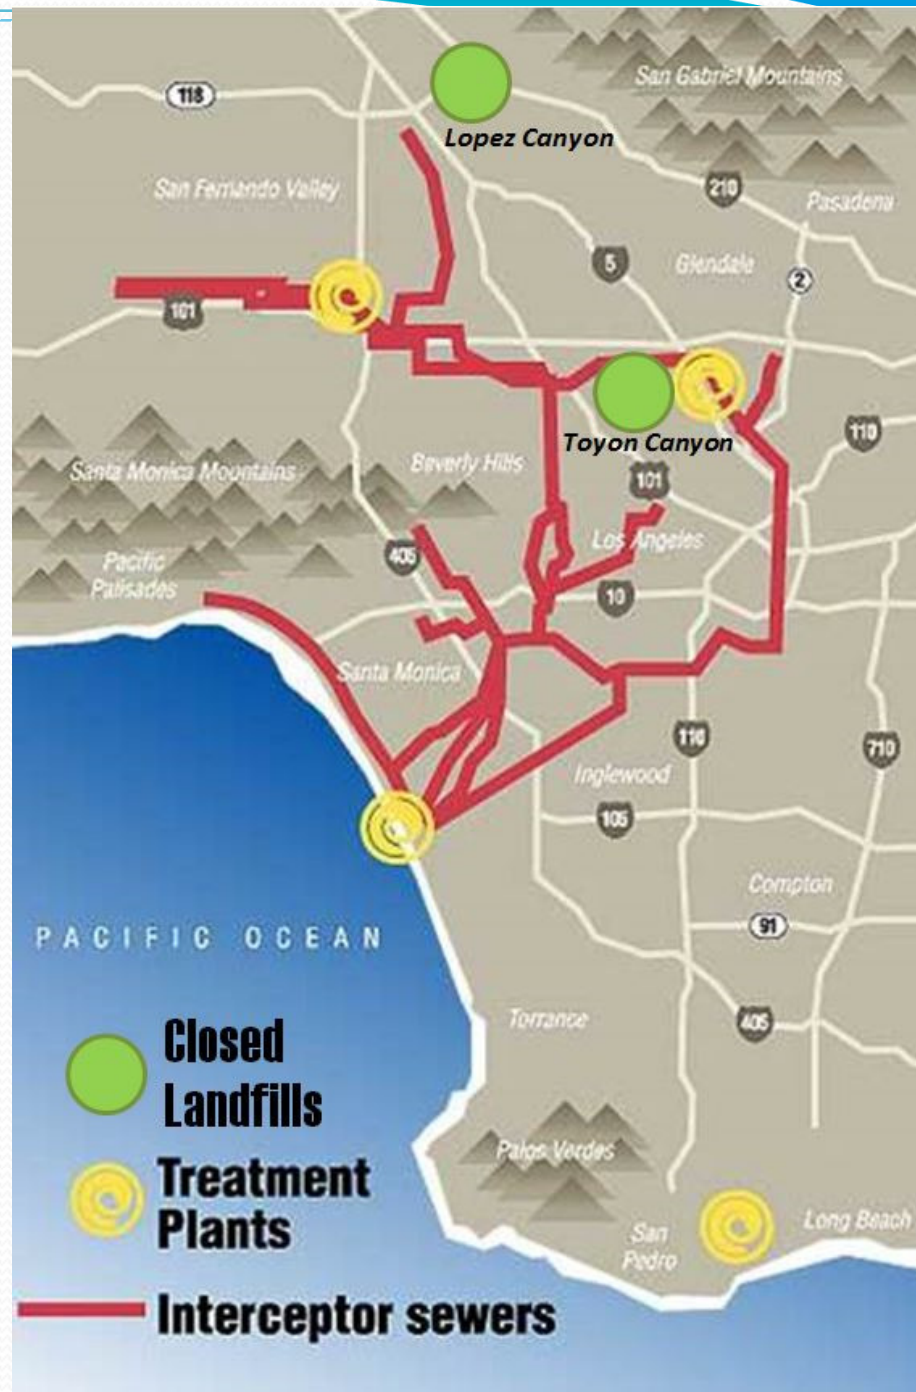 118
San Gabriel Mountains
Lopez Canyon
San Fernando Valley
210
Pasadena
5
Glendale
2
101
Toyon Canyon
110
Santa Monica Mountains
Beverly Hills
101
Los Angeles
405
Pacific
Palisades
10
Santa Monica
110
710
Inglewood
105
Compton
91
PACIFIC OCEAN
Torrance
405
Closed
Landfills
Palos Verdes
Treatment
Plants
San
Pedro
Long Beach
Interceptor sewers